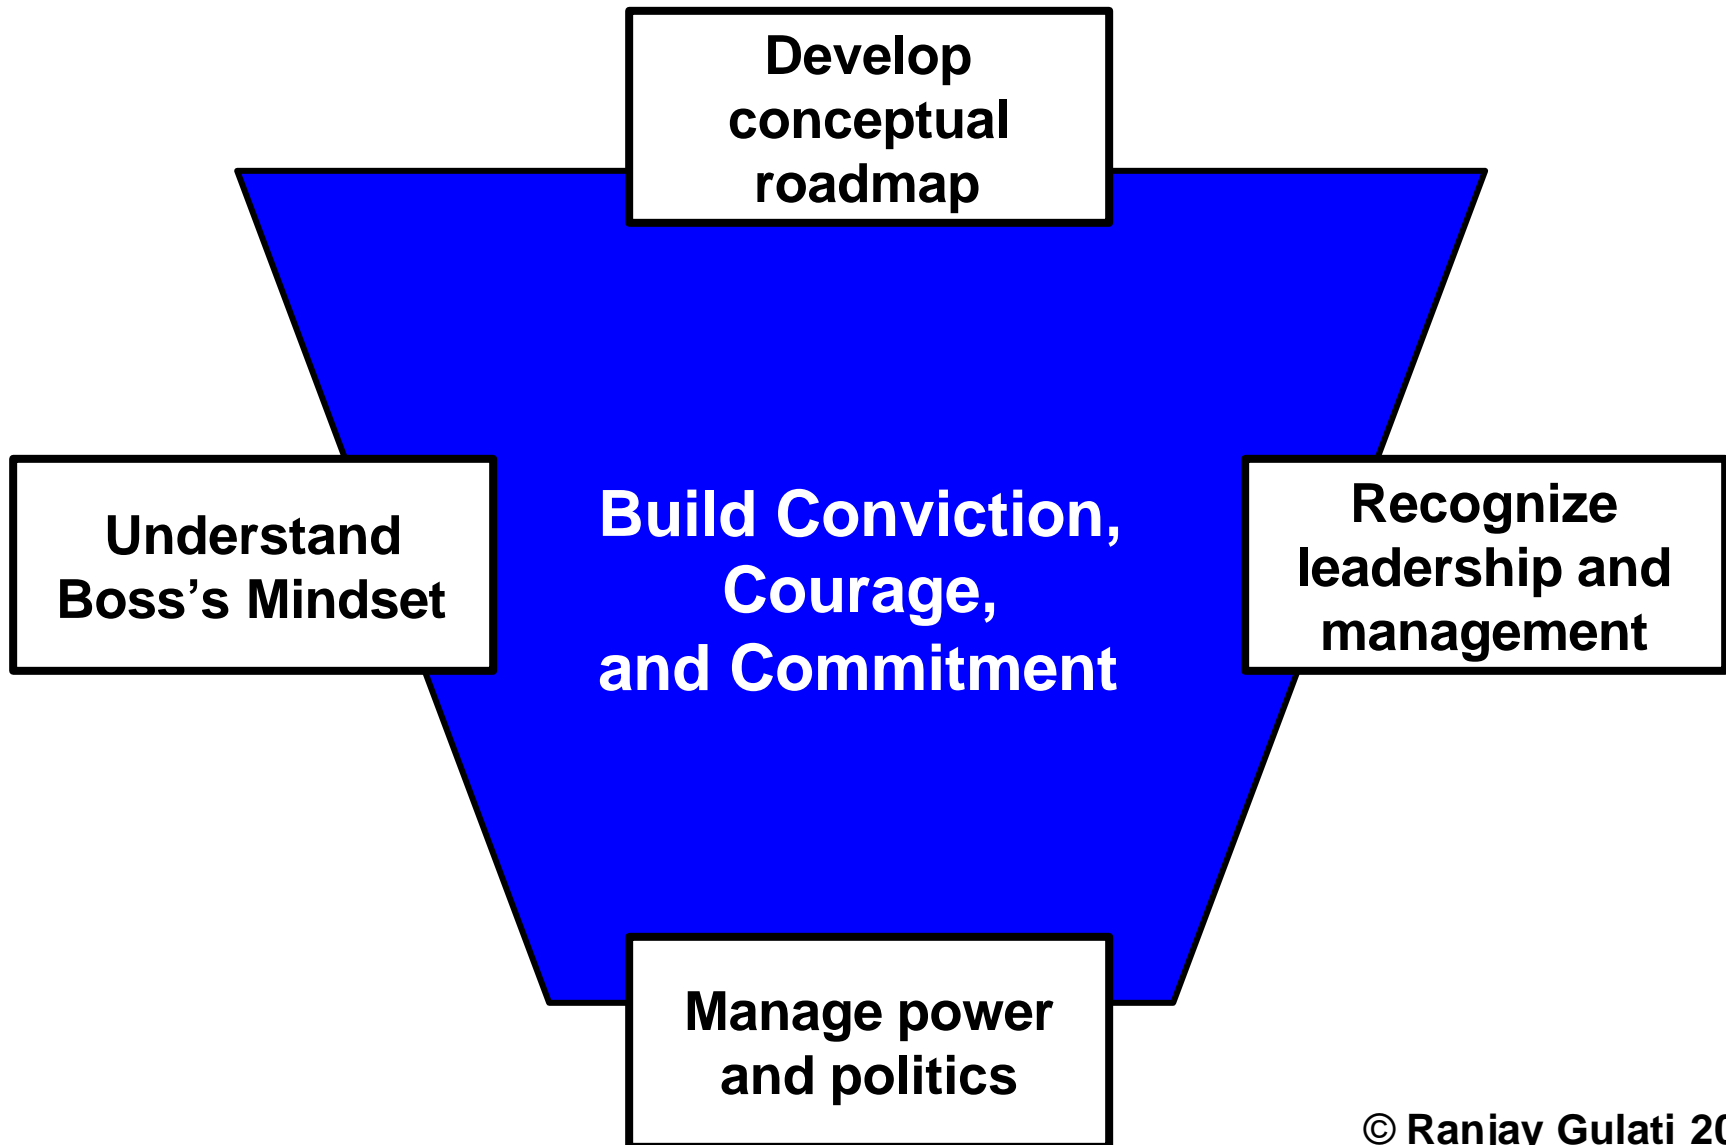 Develop
conceptual
roadmap
Understand
Boss’s Mindset
Build Conviction,
Courage,
and Commitment
Recognize
leadership and
management
Manage power
and politics
© Ranjay Gulati 20